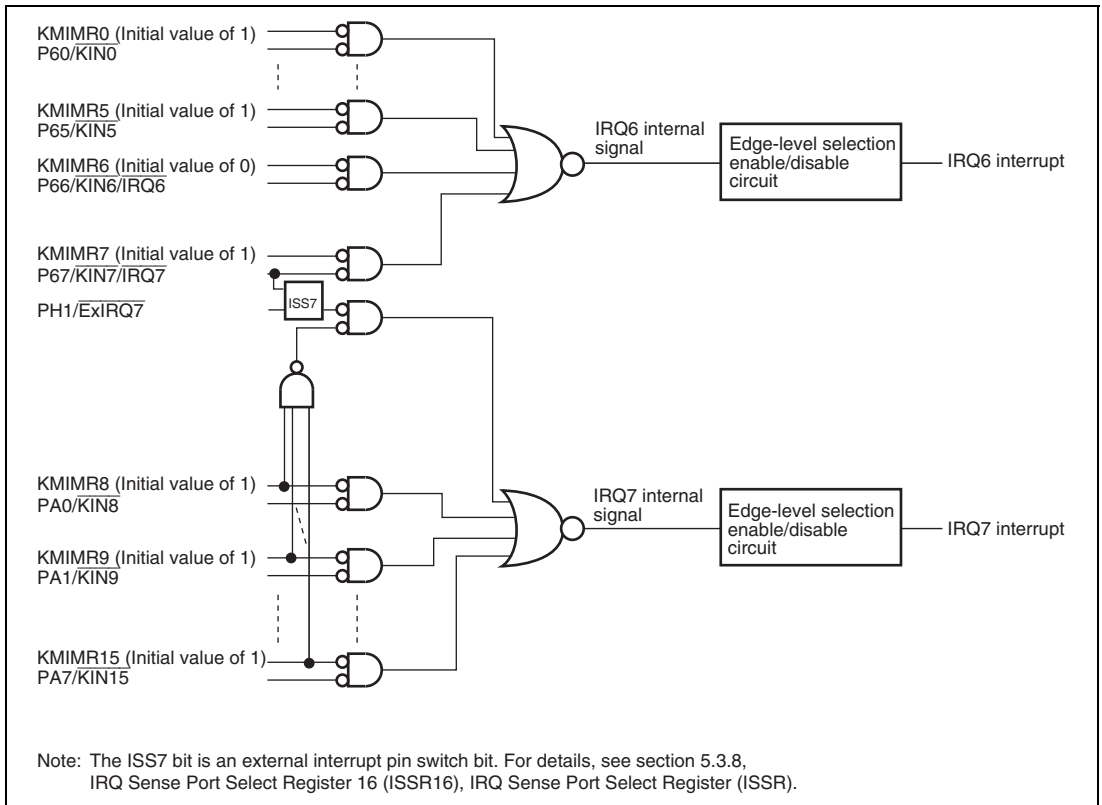 KMIMR0 (Initial value of 1)
P60/KIN0
KMIMR5 (Initial value of 1)
P65/KIN5
KMIMR6 (Initial value of 0)
P66/KIN6/IRQ6
KMIMR7 (Initial value of 1)
P67/KIN7/IRQ7
PH1/ExIRQ7
ISS7
IRQ6 internal
signal
Edge-level selection
enable/disable
circuit
IRQ6 interrupt
KMIMR8 (Initial value of 1)
PA0/KIN8
KMIMR9 (Initial value of 1)
PA1/KIN9
KMIMR15 (Initial value of 1)
PA7/KIN15
IRQ7 internal
signal
Edge-level selection
enable/disable
circuit
IRQ7 interrupt
Note: The ISS7 bit is an external interrupt pin switch bit. For details, see section 5.3.8,
IRQ Sense Port Select Register 16 (ISSR16), IRQ Sense Port Select Register (ISSR).